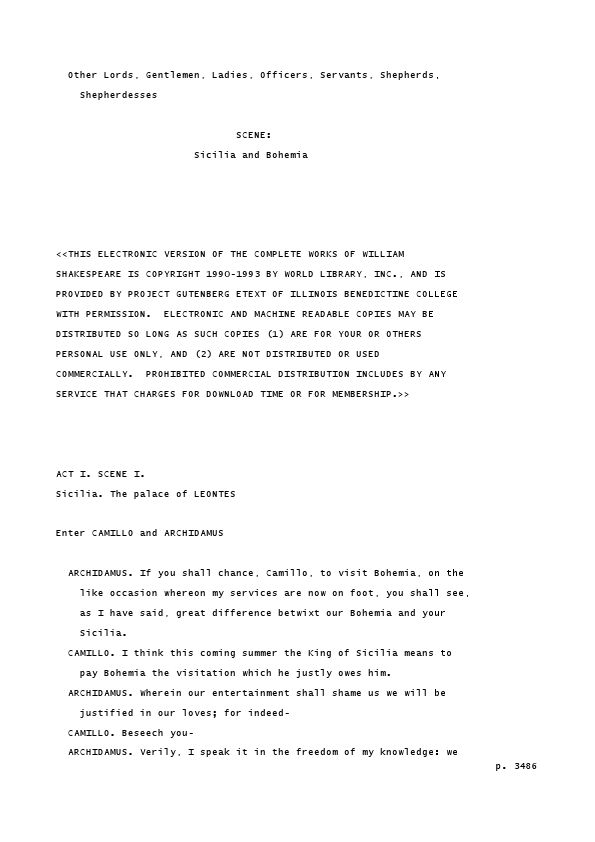 Other Lords, Gentlemen, Ladies, Officers, Servants, Shepherds,
Shepherdesses
SCENE:
Sicilia and Bohemia
<<THIS ELECTRONIC VERSION OF THE COMPLETE WORKS OF WILLIAM
SHAKESPEARE IS COPYRIGHT 1990-1993 BY WORLD LIBRARY, INC., AND IS
PROVIDED BY PROJECT GUTENBERG ETEXT OF ILLINOIS BENEDICTINE COLLEGE
WITH PERMISSION.  ELECTRONIC AND MACHINE READABLE COPIES MAY BE
DISTRIBUTED SO LONG AS SUCH COPIES (1) ARE FOR YOUR OR OTHERS
PERSONAL USE ONLY, AND (2) ARE NOT DISTRIBUTED OR USED
COMMERCIALLY.  PROHIBITED COMMERCIAL DISTRIBUTION INCLUDES BY ANY
SERVICE THAT CHARGES FOR DOWNLOAD TIME OR FOR MEMBERSHIP.>>
ACT I. SCENE I.
Sicilia. The palace of LEONTES
Enter CAMILLO and ARCHIDAMUS
ARCHIDAMUS. If you shall chance, Camillo, to visit Bohemia, on the
like occasion whereon my services are now on foot, you shall see,
as I have said, great difference betwixt our Bohemia and your
Sicilia.
CAMILLO. I think this coming summer the King of Sicilia means to
pay Bohemia the visitation which he justly owes him.
ARCHIDAMUS. Wherein our entertainment shall shame us we will be
justified in our loves; for indeed-
CAMILLO. Beseech you-
ARCHIDAMUS. Verily, I speak it in the freedom of my knowledge: we
p. 3486